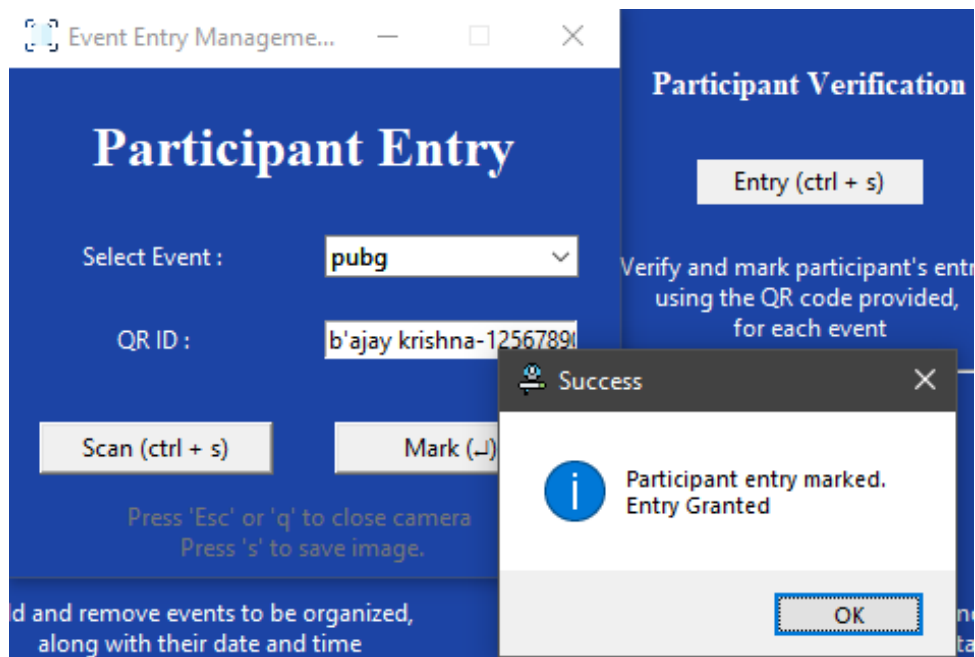 Event Entry Manageme...
Participant Entry
Select Event :
pubg
QR ID :
b'ajay krishna-1256789
Scan (ctrl + s)
Mark (↵)
Press 'Esc' or 'q' to close camera
Press 's' to save image.
Participant Verification
Entry (ctrl + s)
Verify and mark participant's entr
using the QR code provided,
for each event
Success
Participant entry marked.
Entry Granted
OK
ld and remove events to be organized,
along with their date and time